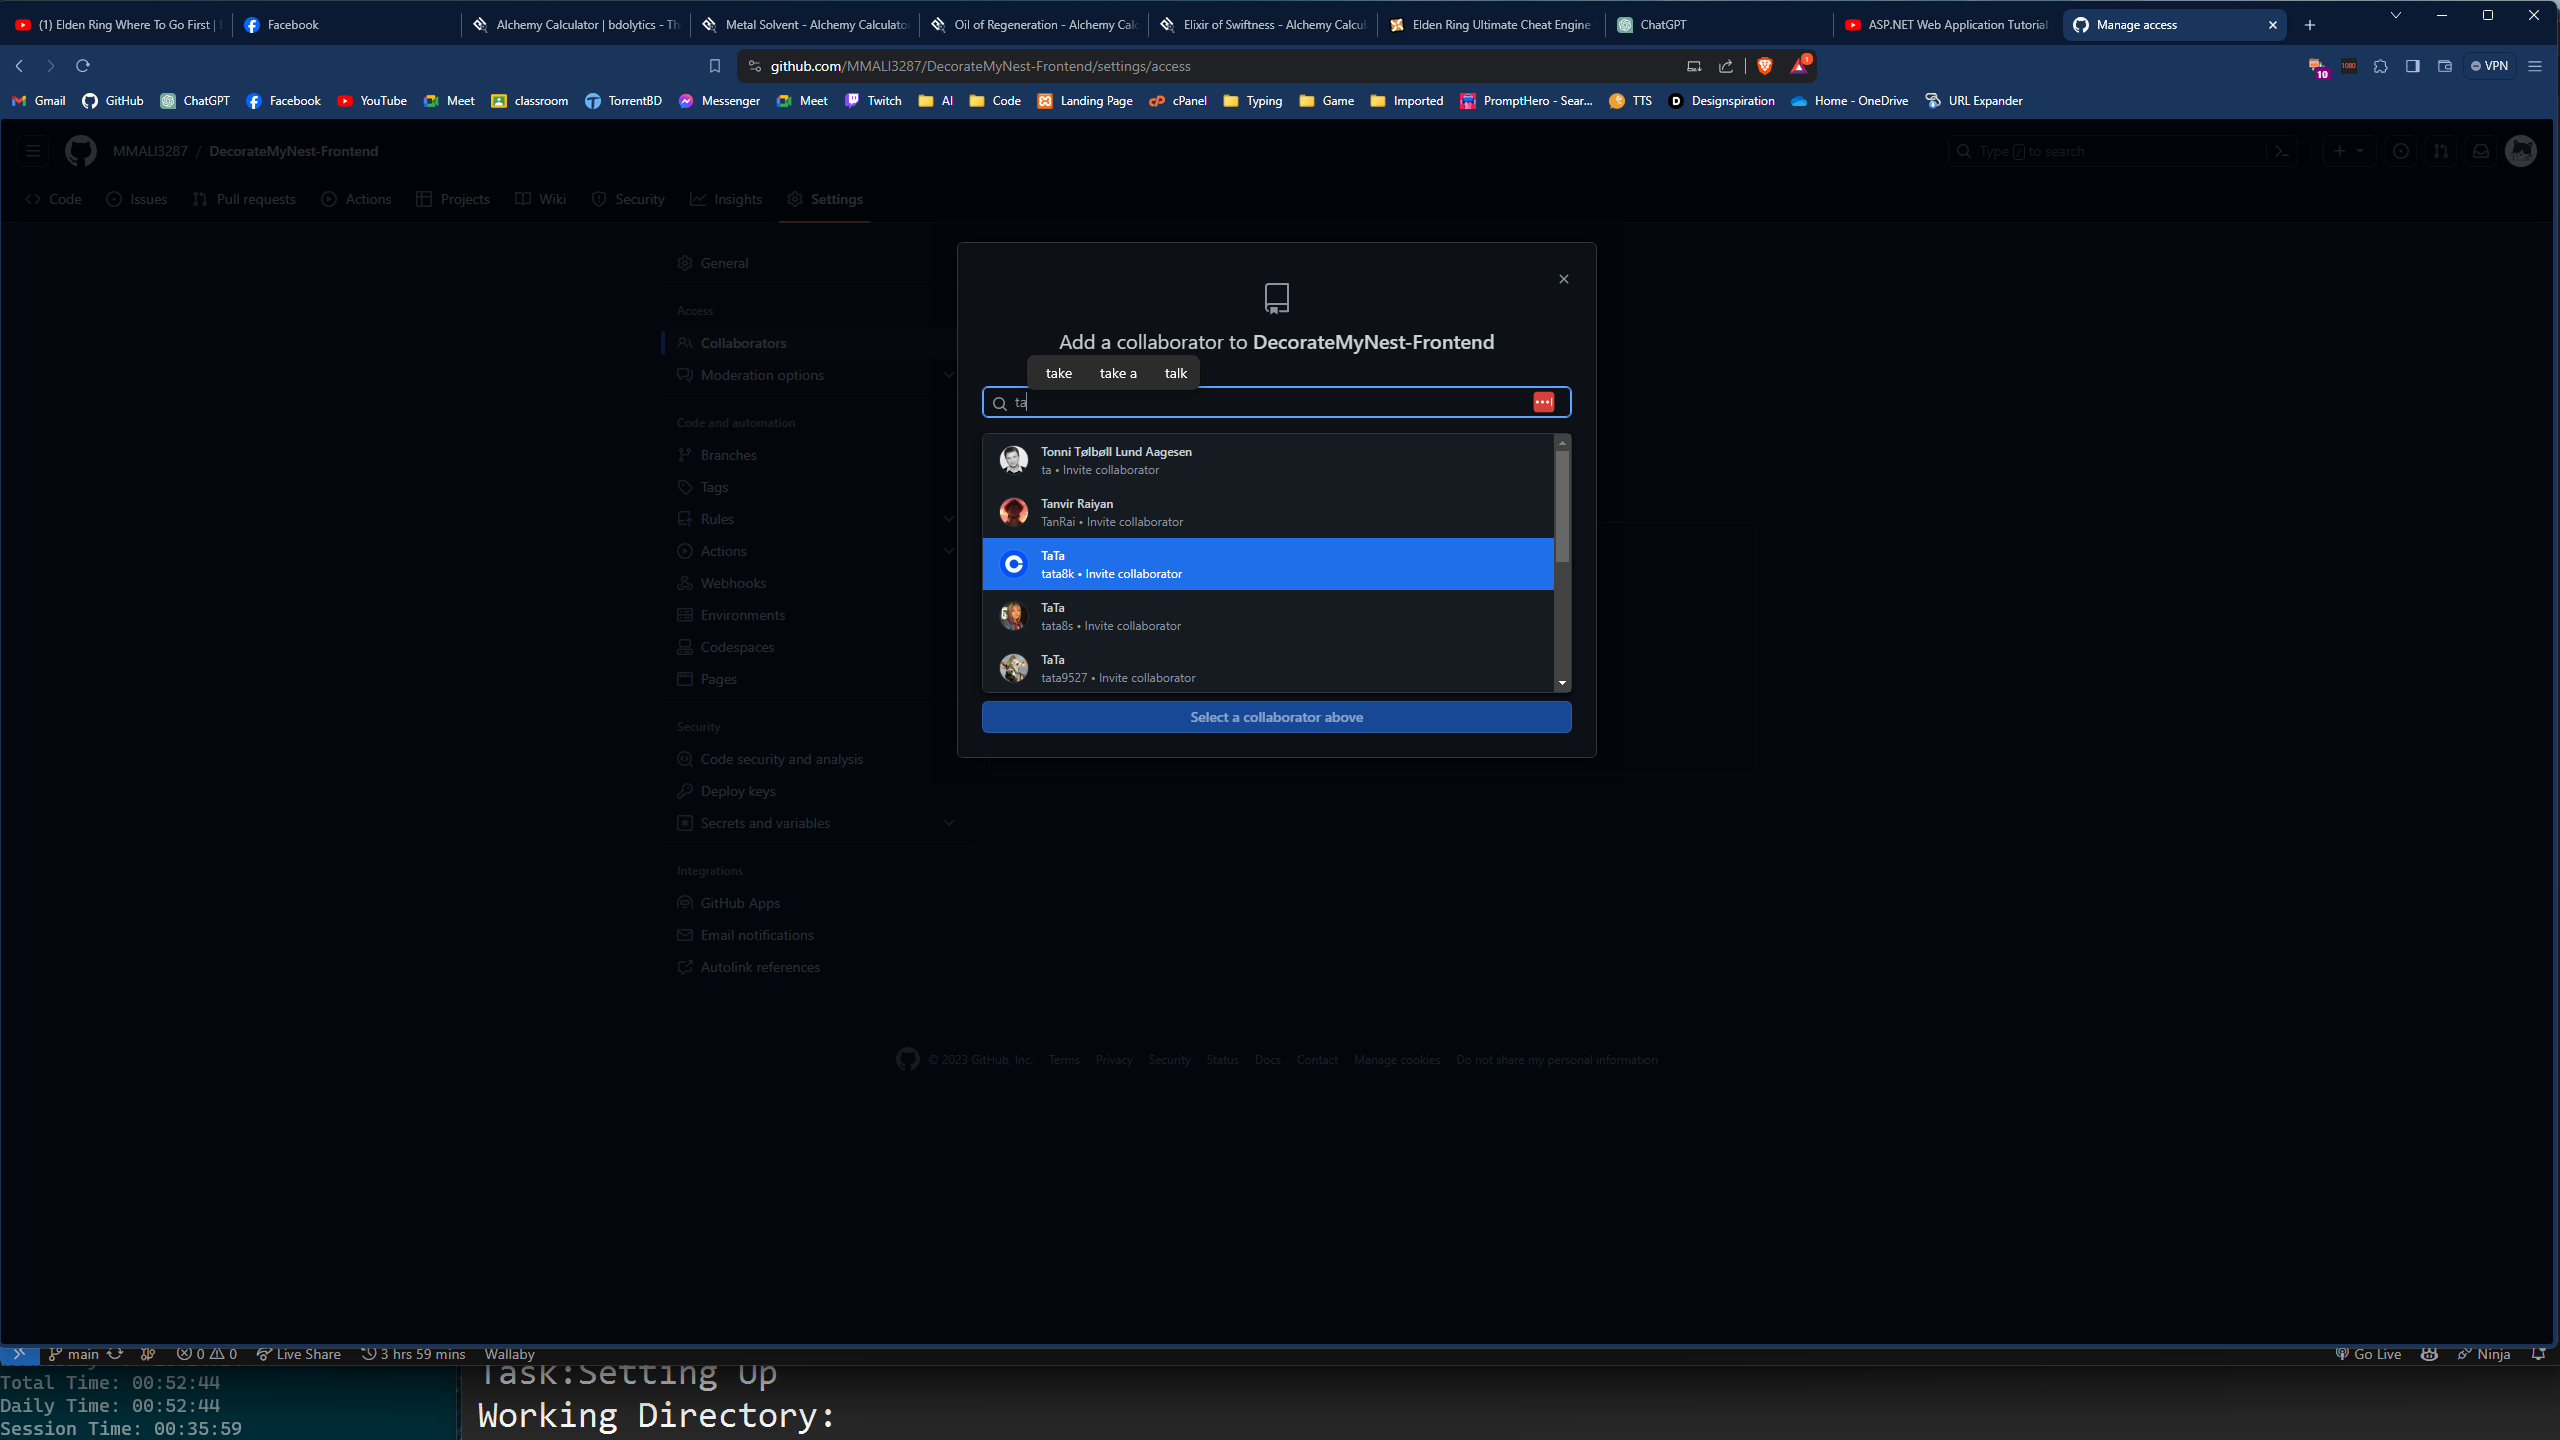 (1) Elden Ring Where To Go First |
Facebook
Alchemy Calculator | bdolytics - Th
Metal Solvent - Alchemy Calculator
Oil of Regeneration - Alchemy Calc
Elixir of Swiftness - Alchemy Calcul
Elden Ring Ultimate Cheat Engine
ChatGPT
ASP.NET Web Application Tutorial
Manage access
github.com/MMALI3287/DecorateMyNest-Frontend/settings/access
1
10
1080
VPN
Gmail GitHub ChatGPT Facebook YouTube Meet classroom TorrentBD Messenger Meet Twitch AI Code Landing Page cPanel Typing Game Imported PromptHero - Sear... TTS Designspiration Home - OneDrive URL Expander
MMALI3287 / DecorateMyNest-Frontend
Type / to search
Code Issues Pull requests Actions Projects Wiki Security Insights Settings
General
Access
Collaborators
Moderation options
Code and automation
Branches
Tags
Rules
Actions
Webhooks
Environments
Codespaces
Pages
Security
Code security and analysis
Deploy keys
Secrets and variables
Integrations
GitHub Apps
Email notifications
Autolink references
Add a collaborator to DecorateMyNest-Frontend
take take a talk
ta
Tonni Tølbøll Lund Aagesen
ta • Invite collaborator
Tanvir Raiyan
TanRai • Invite collaborator
TaTa
tata8k • Invite collaborator
TaTa
tata8s • Invite collaborator
TaTa
tata9527 • Invite collaborator
Select a collaborator above
© 2023 GitHub, Inc. Terms Privacy Security Status Docs Contact Manage cookies Do not share my personal information
main 0 0 Live Share 3 hrs 59 mins Wallaby Go Live Ninja
Total Time: 00:52:44
Daily Time: 00:52:44
Session Time: 00:35:59
Task:Setting Up
Working Directory: